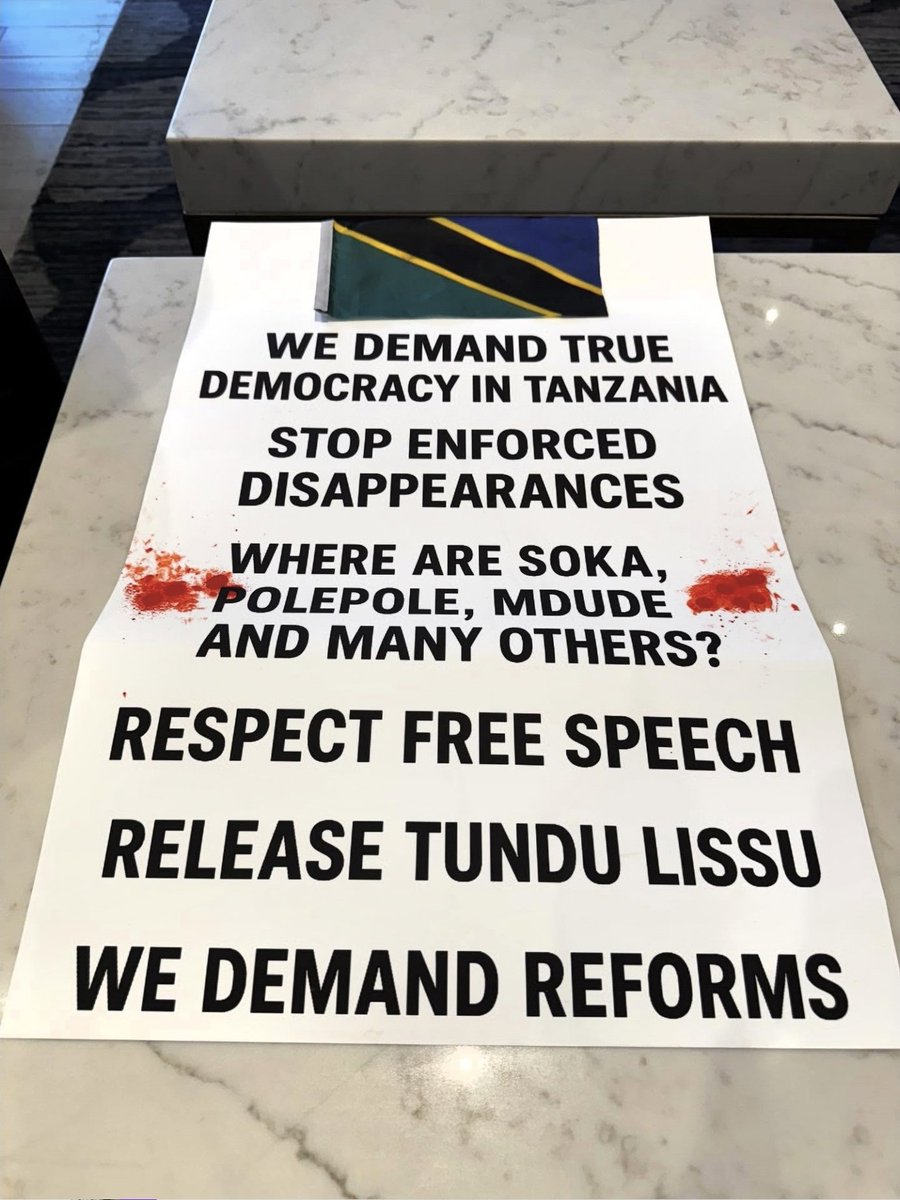 WE DEMAND TRUE
DEMOCRACY IN TANZANIA
STOP ENFORCED
DISAPPEARANCES
WHERE ARE SOKA,
POLEPOLE, MDUDE
AND MANY OTHERS?
RESPECT FREE SPEECH
RELEASE TUNDU LISSU
WE DEMAND REFORMS